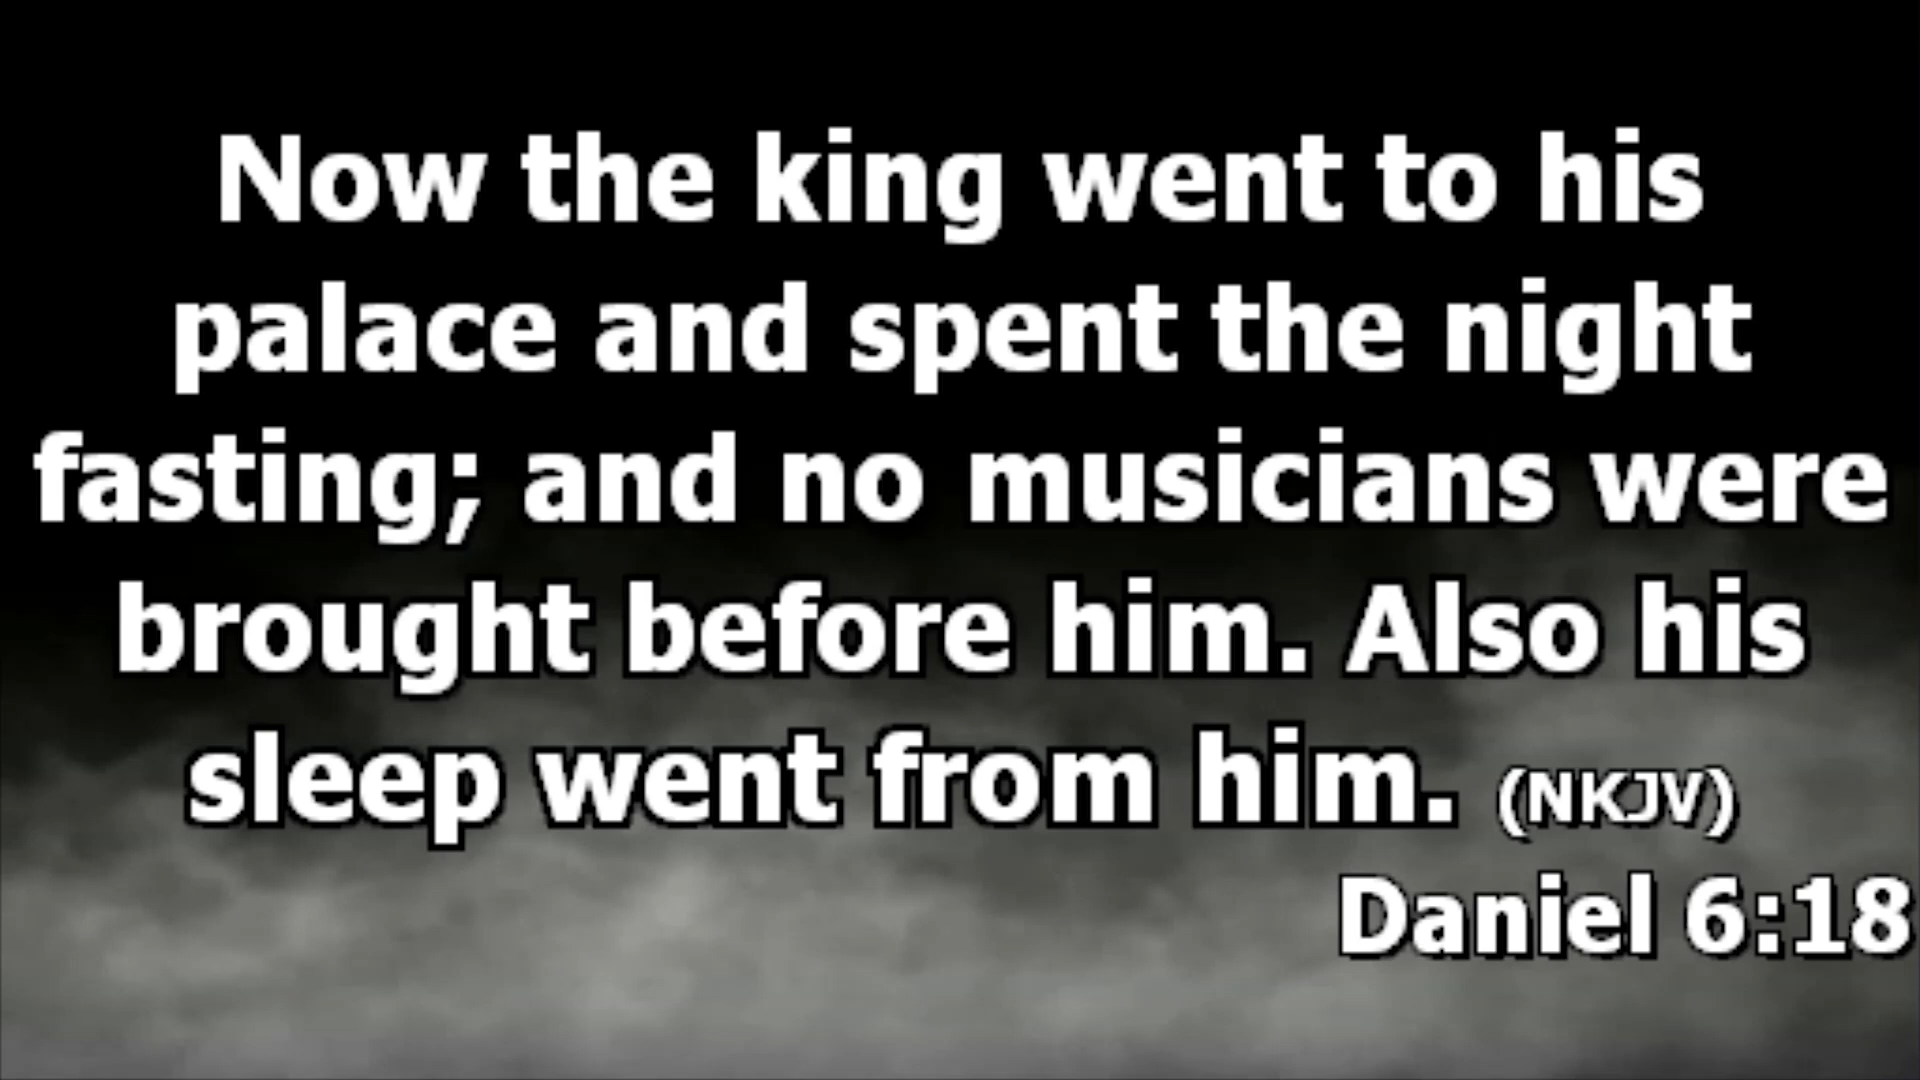 Now the king went to his
palace and spent the night
fasting; and no musicians were
brought before him. Also his
sleep went from him. (NKJV)
Daniel 6:18